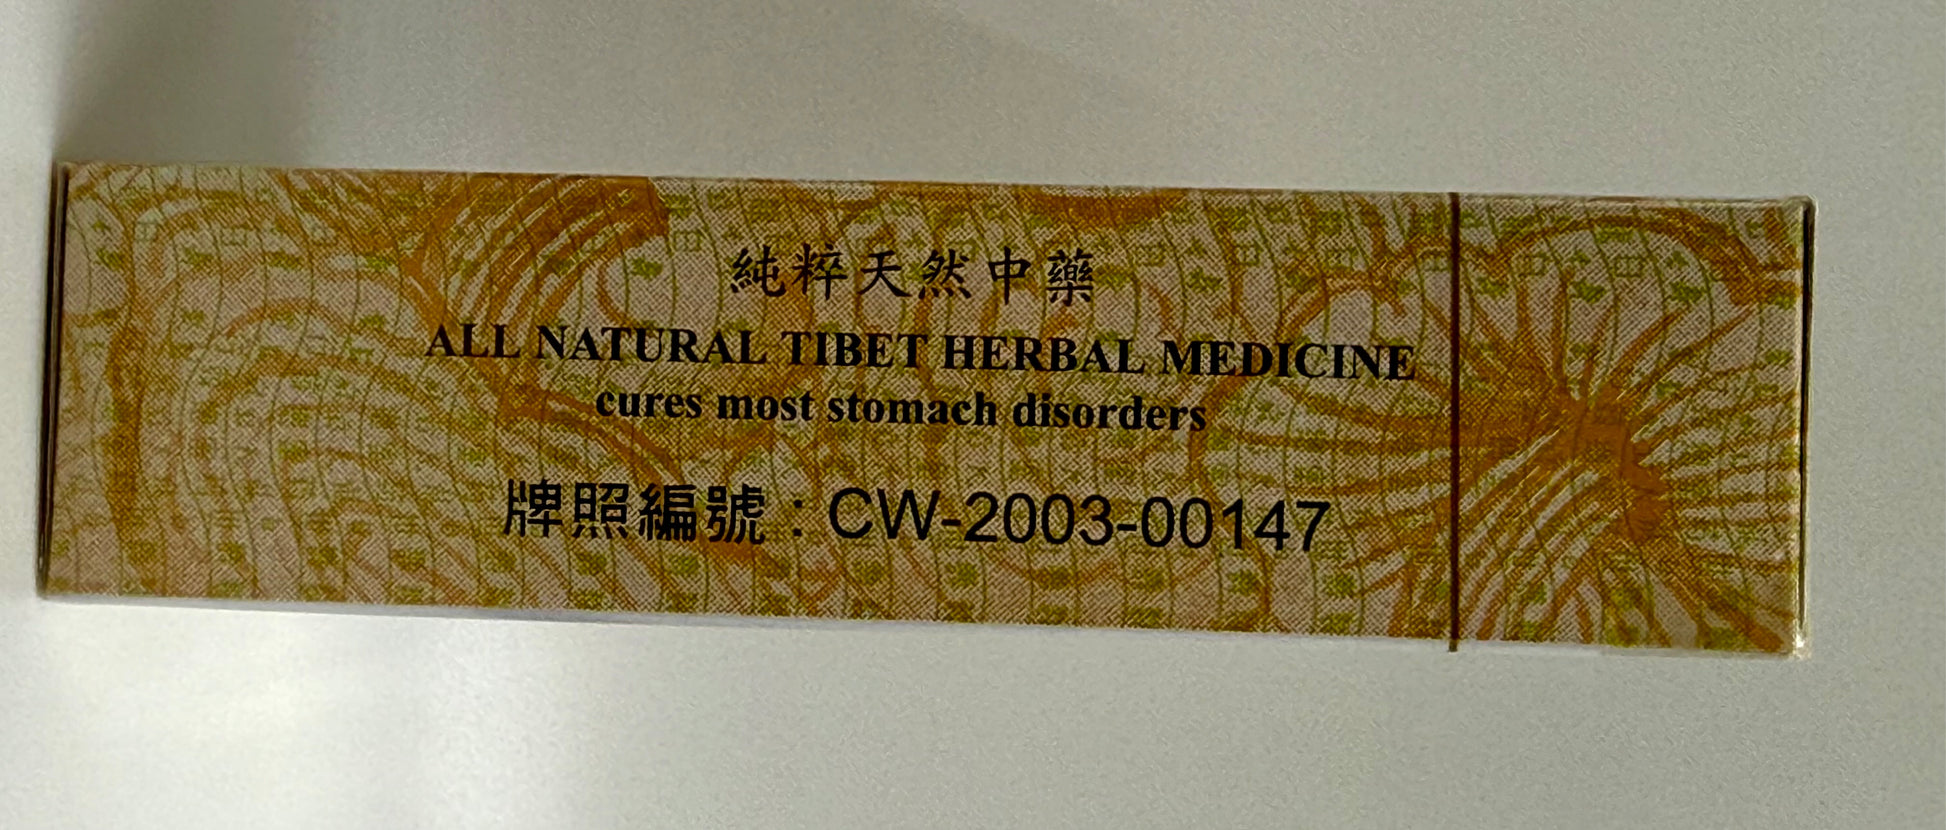 純粹天然中藥
ALL NATURAL TIBET HERBAL MEDICINE
cures most stomach disorders
牌照編號：CW-2003-00147